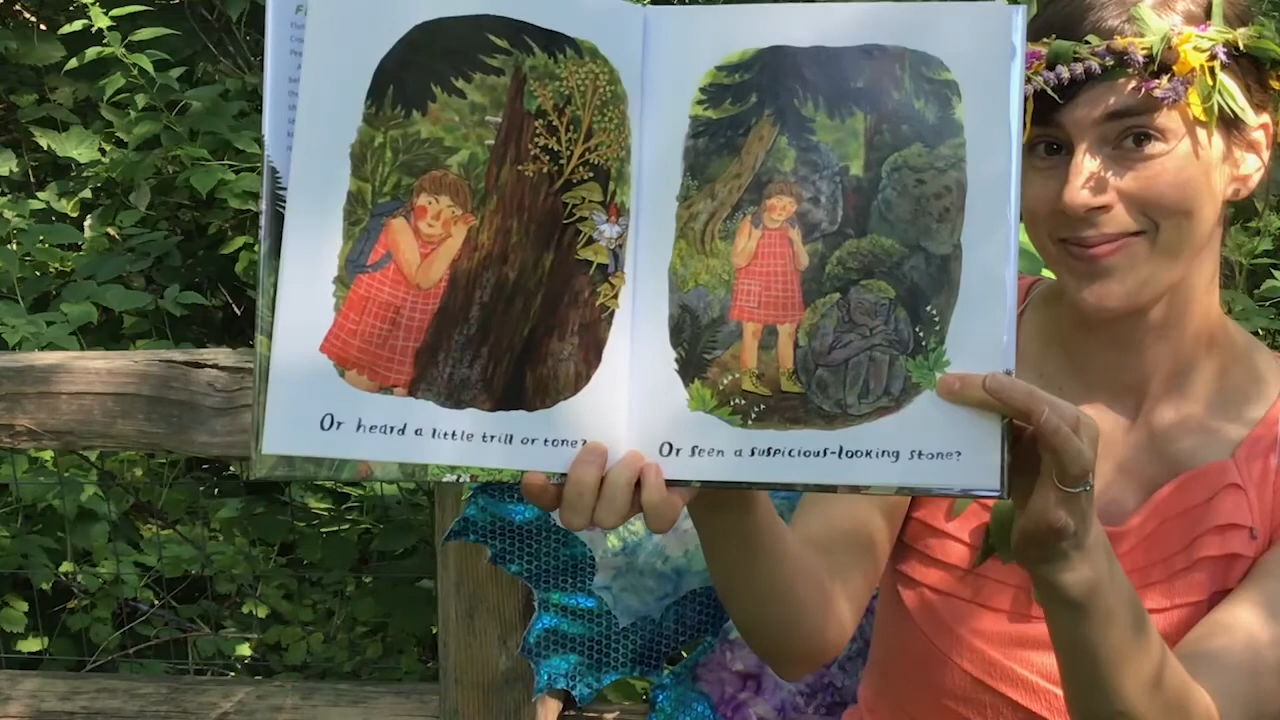 Or heard a little trill or tone?
Or seen a suspicious-looking stone?